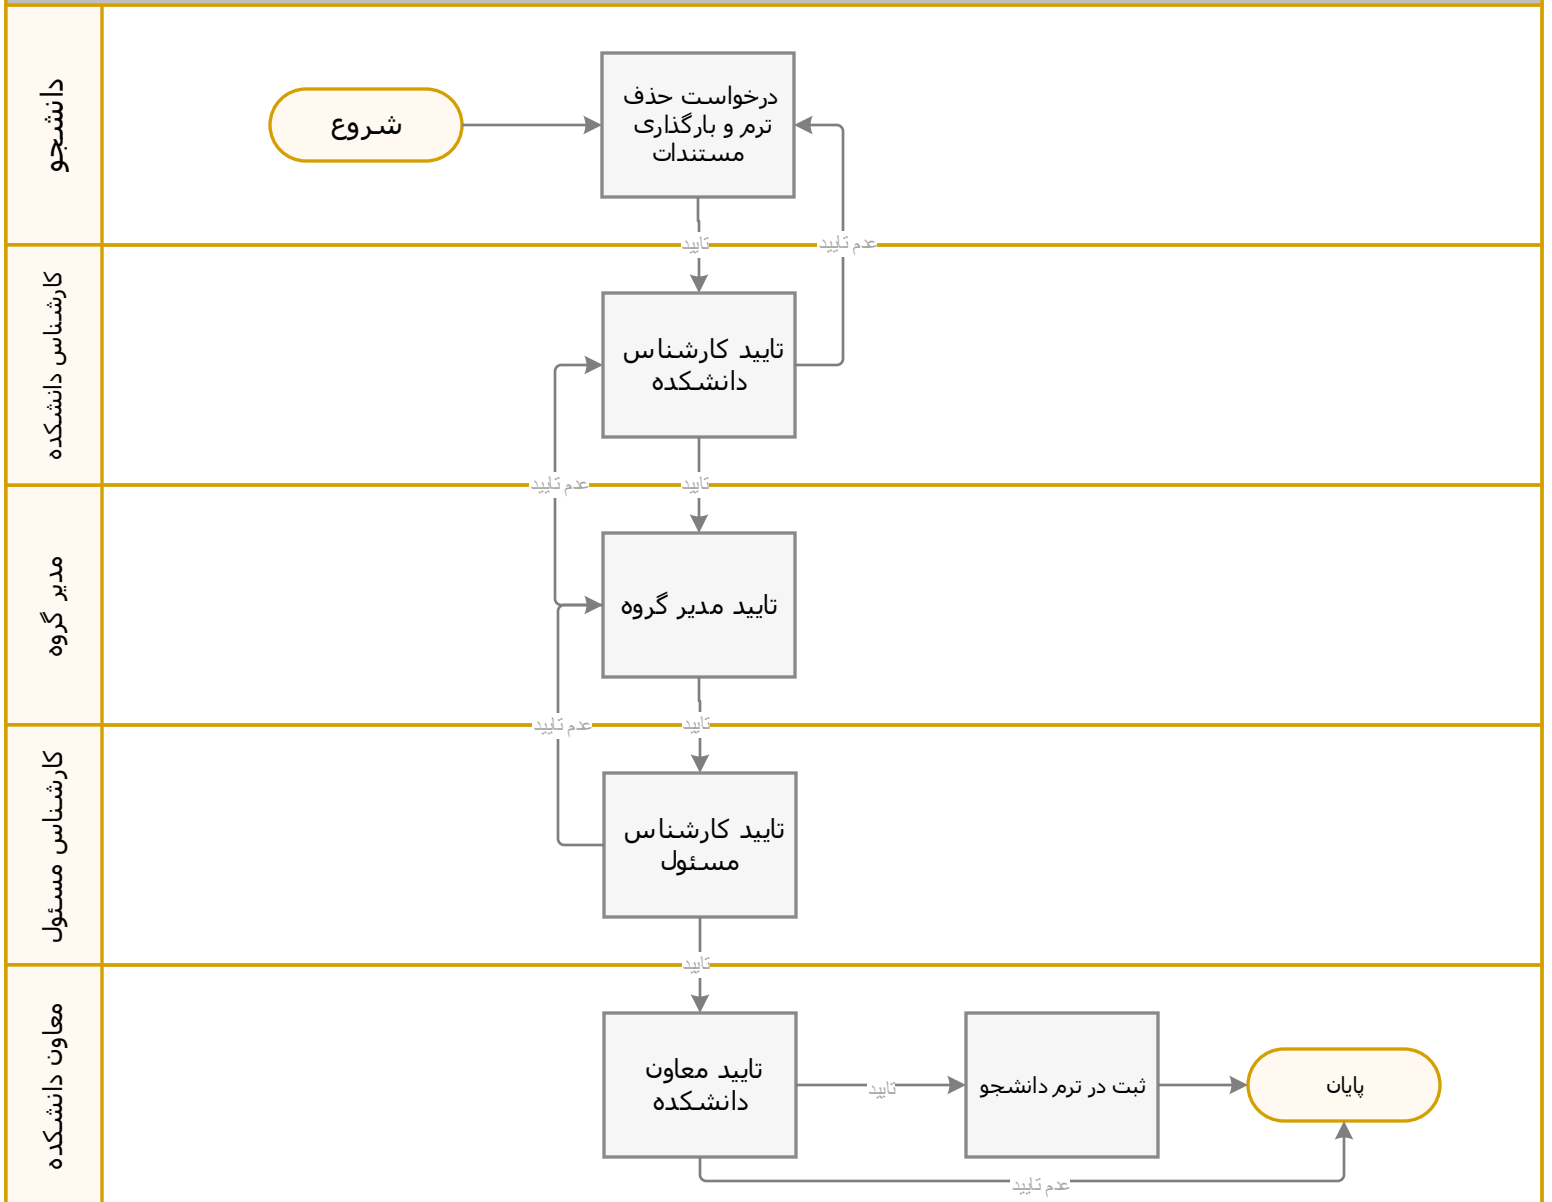 دانشجو
شروع
درخواست حذف
ترم و بارگذاری
مستندات
تایید
عدم تایید
کارشناس دانشکده
تایید کارشناس
دانشکده
عدم تایید
تایید
مدیر گروه
تایید مدیر گروه
عدم تایید
تایید
کارشناس مسئول
تایید کارشناس
مسئول
تایید
معاون دانشکده
تایید معاون
دانشکده
تایید
ثبت در ترم دانشجو
پایان
عدم تایید